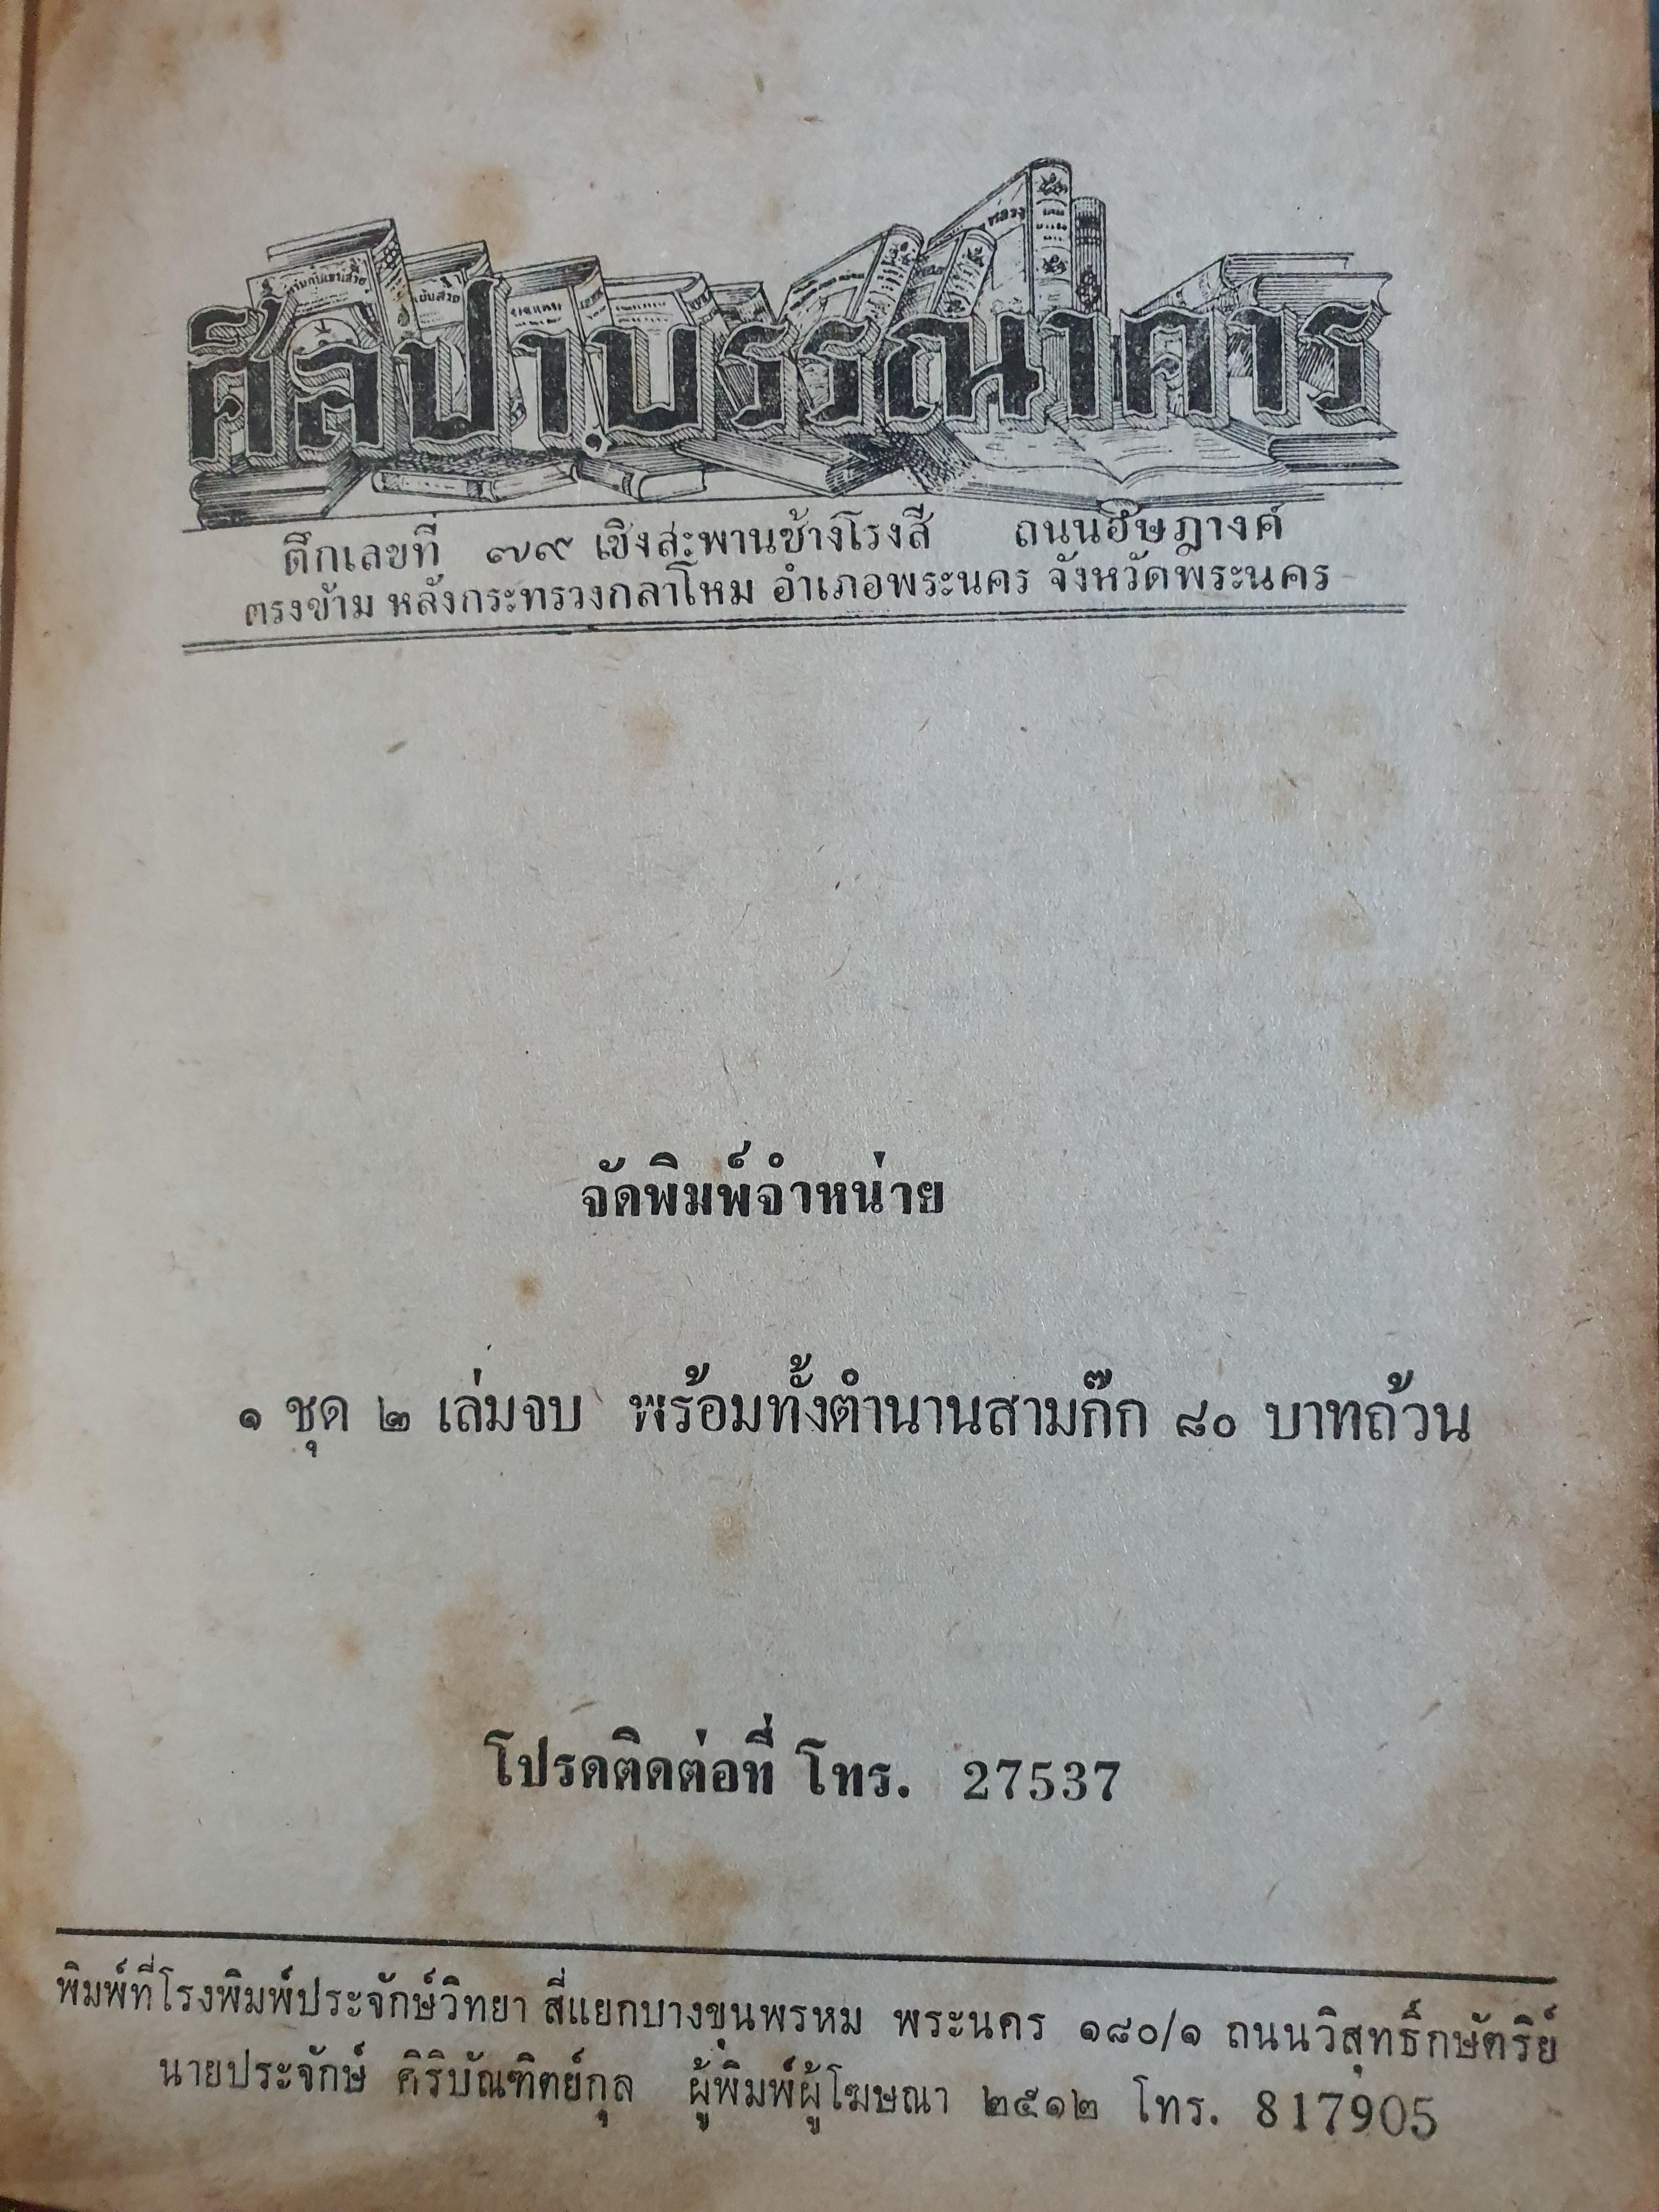 ศิลปาบรรณาคาร
ตึกเลขที่ ๗๙ เชิงสะพานช้างโรงสี ถนนอัษฎางค์
ตรงข้าม หลังกระทรวงกลาโหม อำเภอพระนคร จังหวัดพระนคร
จัดพิมพ์จำหน่าย
๑ ชุด ๒ เล่มจบ พร้อมทั้งตำนานสามก๊ก ๘๐ บาทถ้วน
โปรดติดต่อที่ โทร. 27537
พิมพ์ที่โรงพิมพ์ประจักษ์วิทยา สี่แยกบางขุนพรหม พระนคร ๑๘๐/๑ ถนนวิสุทธิ์กษัตริย์
นายประจักษ์ ศิริบัณฑิตย์กุล ผู้พิมพ์ผู้โฆษณา ๒๕๑๒ โทร. 817905